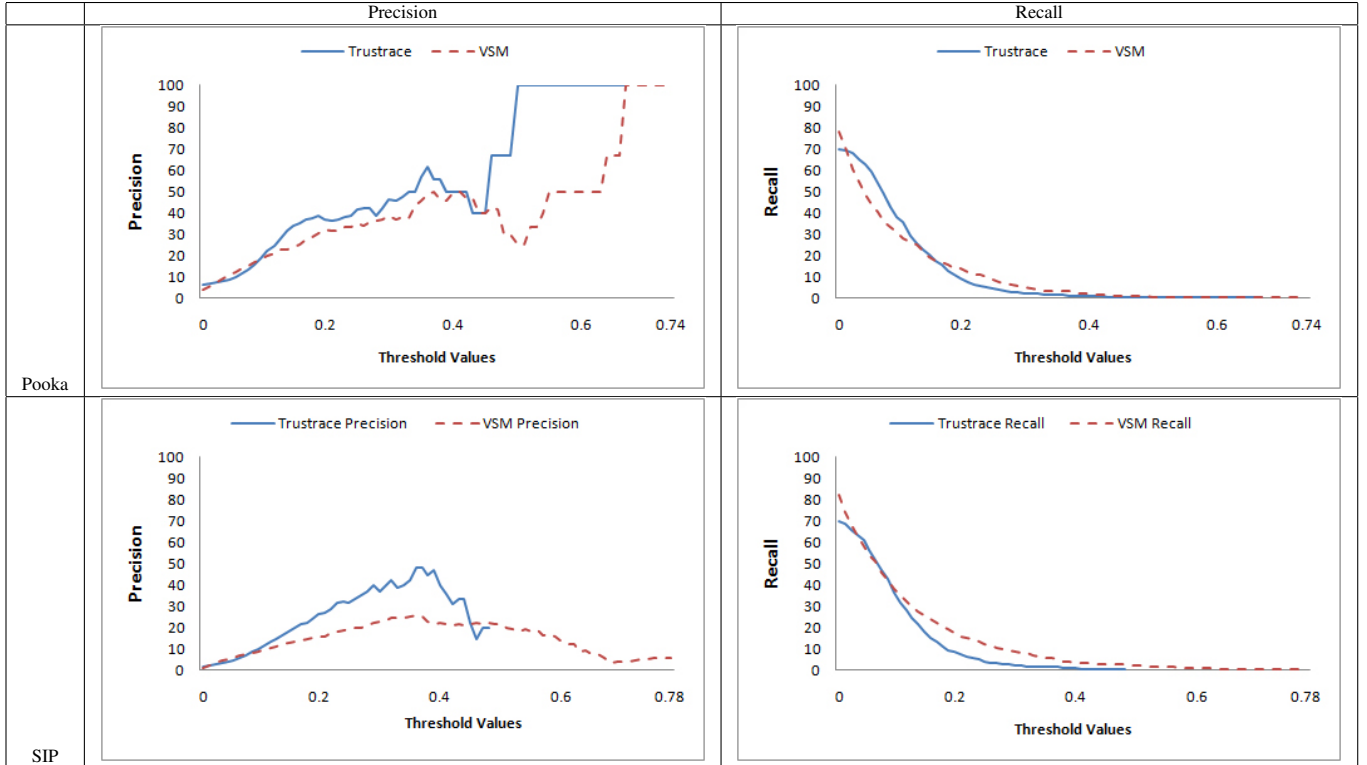 Precision Recall
Trustrace VSM
100
90
80
70
60
50
40
30
20
10
0
Precision
0 0.2 0.4 0.6 0.74
Threshold Values
Trustrace VSM
100
90
80
70
60
50
40
30
20
10
0
Recall
0 0.2 0.4 0.6 0.74
Threshold Values
Pooka
Trustrace Precision VSM Precision
100
90
80
70
60
50
40
30
20
10
0
Precision
0 0.2 0.4 0.6 0.78
Threshold Values
Trustrace Recall VSM Recall
100
90
80
70
60
50
40
30
20
10
0
Recall
0 0.2 0.4 0.6 0.78
Threshold Values
SIP